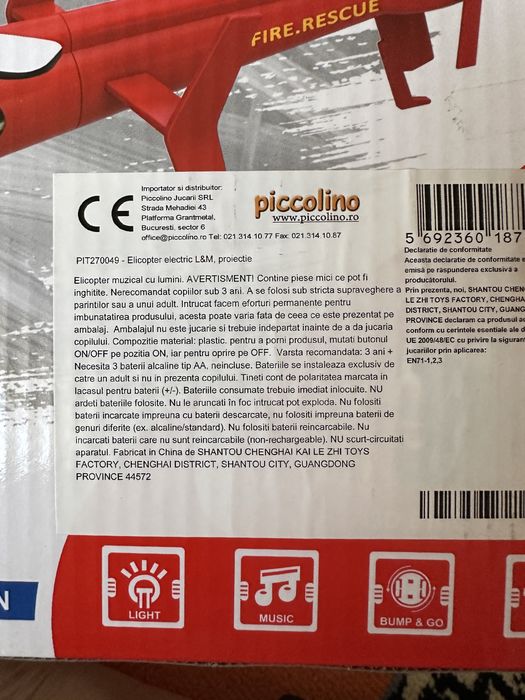 FIRE.RESCUE
CE
Importator si distribuitor:
Piccolino Jucarii SRL
Strada Mehadiei 43
Platforma Grantmetal,
Bucuresti, sector 6
office@piccolino.ro Tel: 021 314 10 77 Fax: 021 314 10.87
piccolino
www.piccolino.ro
5 692360 187
PIT270049 - Elicopter electric L&M, proiectie
Elicopter muzical cu lumini. AVERTISMENT! Contine piese mici ce pot fi
inghitite. Nerecomandat copiilor sub 3 ani. A se folosi sub stricta supraveghere a
parintilor sau a unui adult. Intrucat facem eforturi permanente pentru
imbunatatirea produsului, acesta poate varia fata de ceea ce este prezentat pe
ambalaj. Ambalajul nu este jucarie si trebuie indepartat inainte de a da jucaria
copilului. Compozitie material: plastic. pentru a porni produsul, mutati butonul
ON/OFF pe pozitia ON, iar pentru oprire pe OFF. Varsta recomandata: 3 ani +
Necesita 3 baterii alcaline tip AA, neincluse. Bateriile se instaleaza exclusiv de
catre un adult si nu in prezenta copilului. Tineti cont de polaritatea marcata in
lacasul pentru baterii (+/-). Bateriile consumate trebuie imediat inlocuite. NU
ardeti bateriile folosite. Nu le aruncati in foc intrucat pot exploda. Nu folositi
baterii incarcate impreuna cu baterii descarcate, nu folositi impreuna baterii de
genuri diferite (ex. alcaline/standard). Nu folositi baterii reincarcabile. Nu
incarcati baterii care nu sunt reincarcabile (non-rechargeable). NU scurt-circuitati
aparatul. Fabricat in China de SHANTOU CHENGHAI KAI LE ZHI TOYS
FACTORY, CHENGHAI DISTRICT, SHANTOU CITY, GUANGDONG
PROVINCE 44572
Declaratie de conformitate
Aceasta declaratie de conformitate e
emisă pe răspunderea exclusivă a
producătorului.
Prin prezenta, noi, SHANTOU CHENGHA
LE ZHI TOYS FACTORY, CHENGHA
DISTRICT, SHANTOU CITY, GUANG
PROVINCE declaram ca produsul as
conform cu cerintele esentiale ale d
UE 2009/48/EC cu privire la siguran
jucariilor prin aplicarea:
EN71-1,2,3
N
LIGHT
MUSIC
BUMP & GO